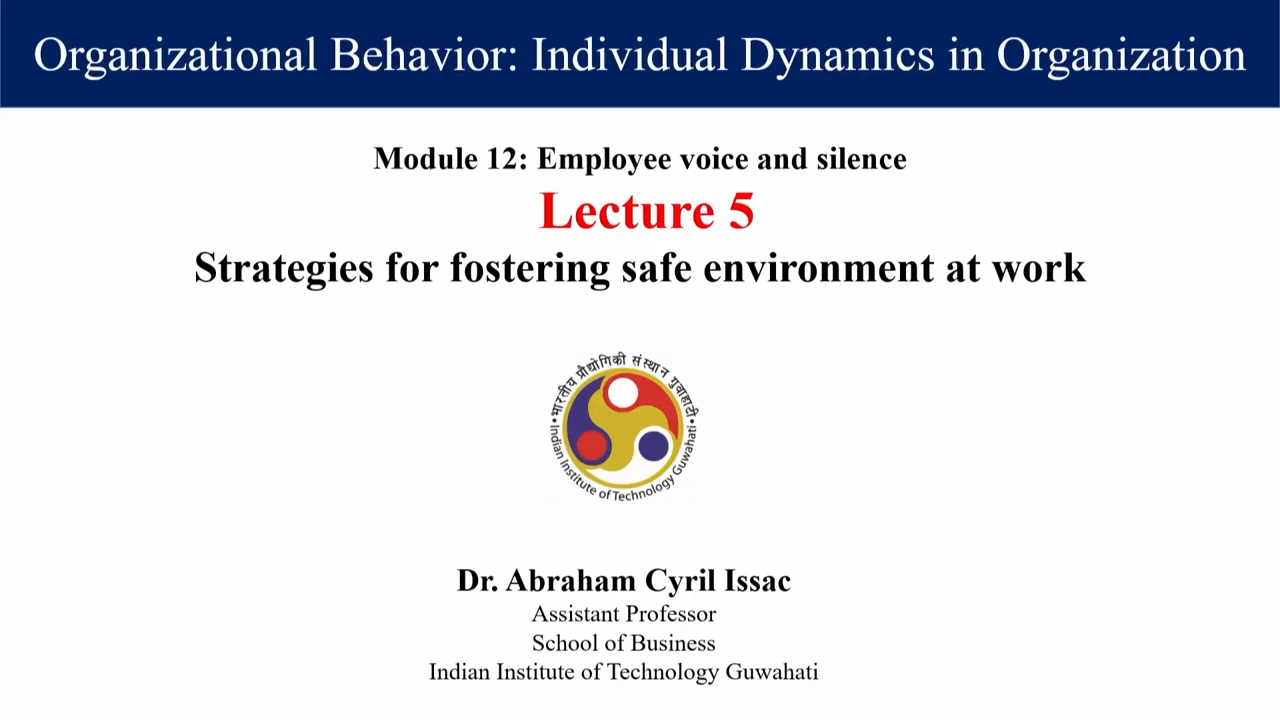 Organizational Behavior: Individual Dynamics in Organization
Module 12: Employee voice and silence
Lecture 5
Strategies for fostering safe environment at work
भारतीय प्रौद्योगिकी संस्थान गुवाहाटी
Indian Institute of Technology Guwahati
Dr. Abraham Cyril Issac
Assistant Professor
School of Business
Indian Institute of Technology Guwahati